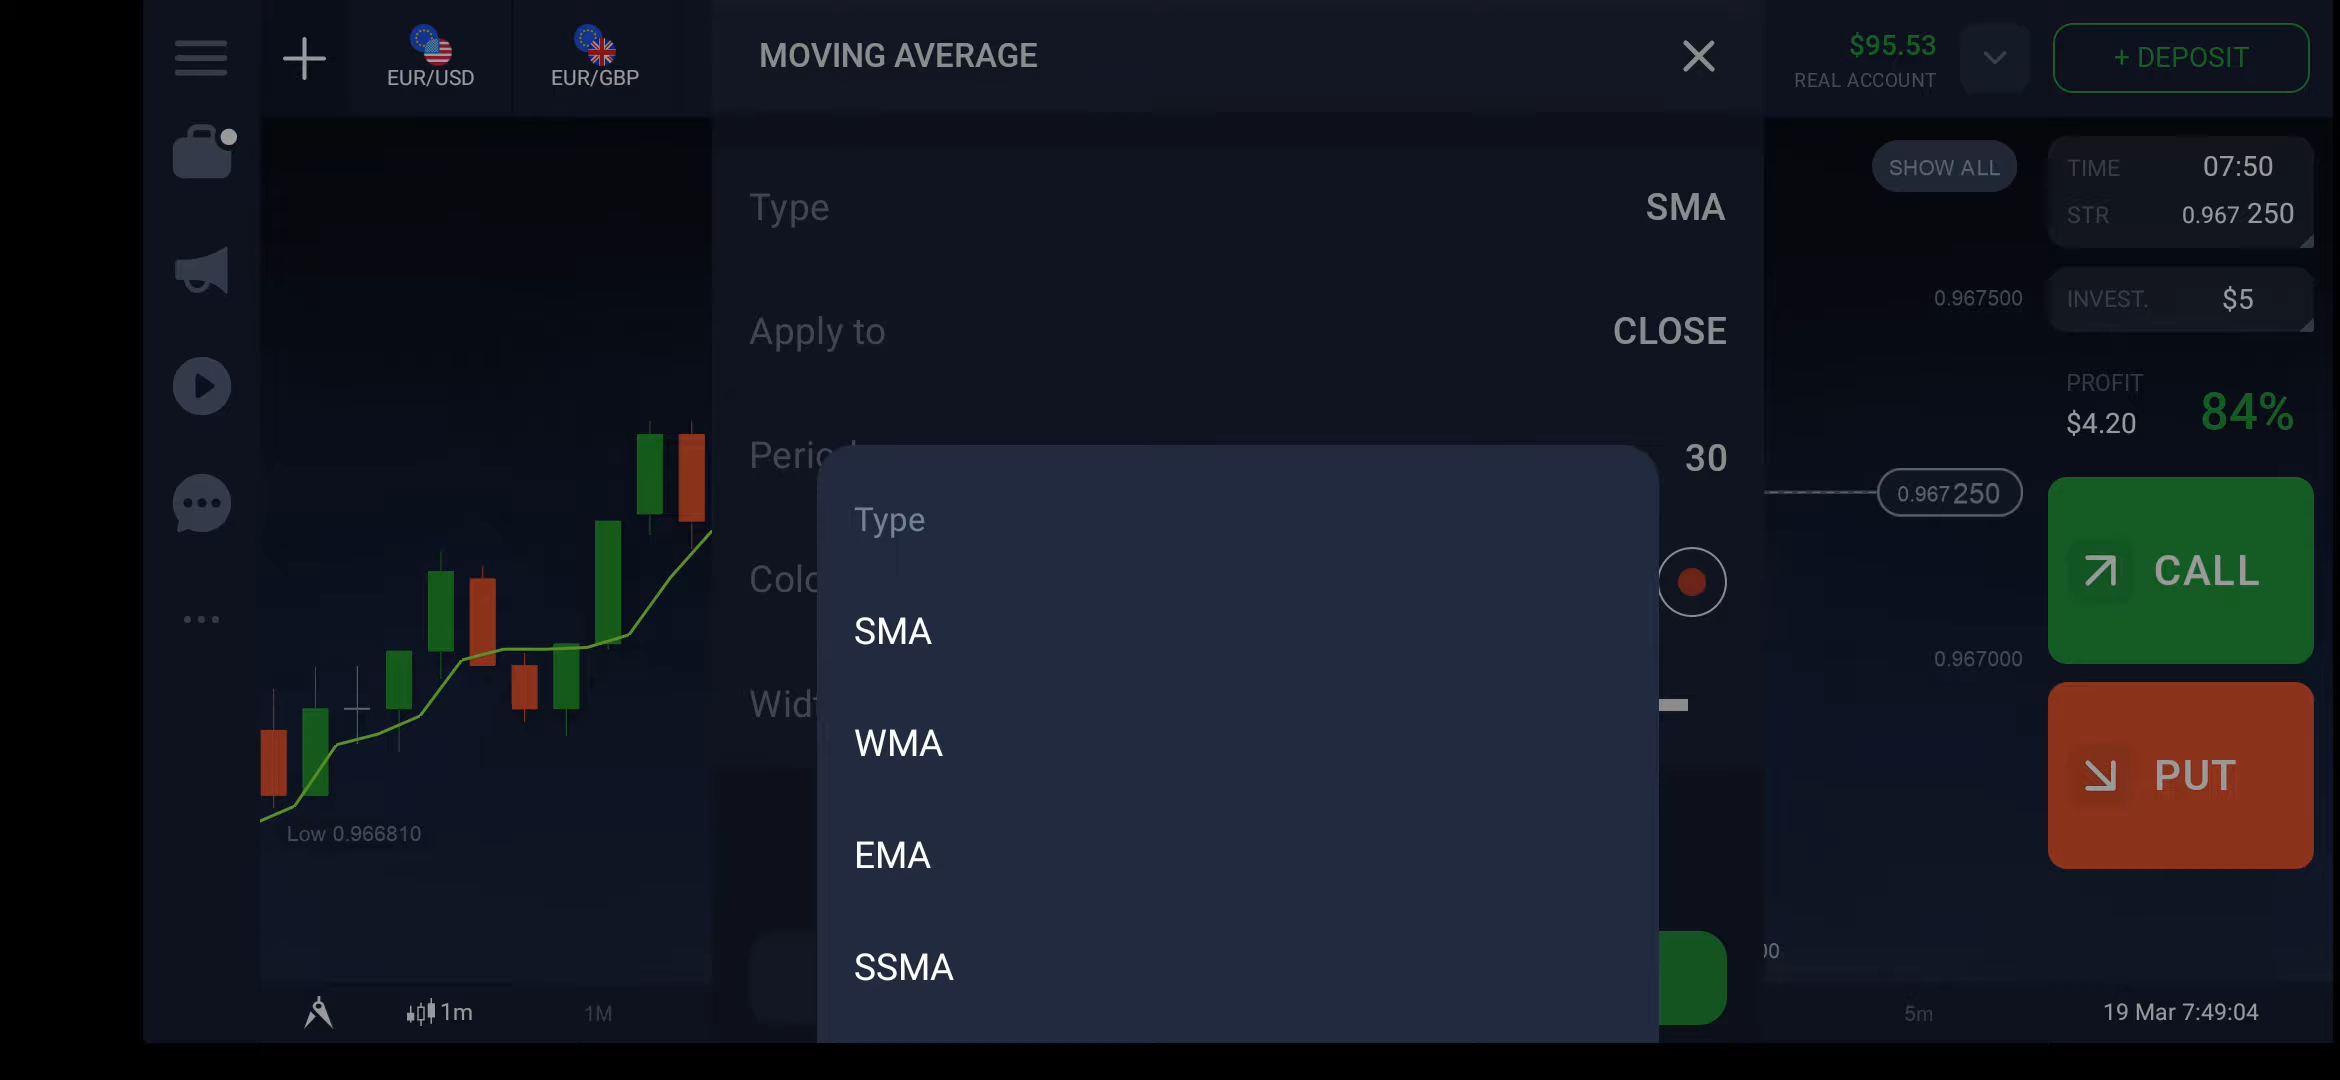 EUR/USD
EUR/GBP
MOVING AVERAGE
$95.53
REAL ACCOUNT
+ DEPOSIT
SHOW ALL
TIME 07:50
STR 0.967 250
INVEST. $5
PROFIT
$4.20
84%
CALL
PUT
Type SMA
Apply to CLOSE
30
Type
SMA
WMA
EMA
SSMA
0.967500
0.967 250
0.967000
Low 0.966810
1m
1M
5m
19 Mar 7:49:04